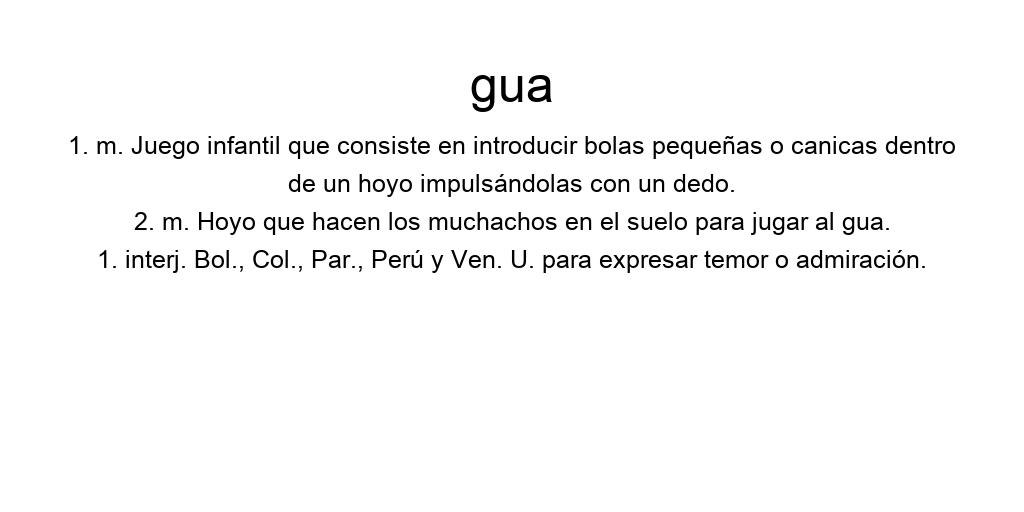 gua
1. m. Juego infantil que consiste en introducir bolas pequeñas o canicas dentro
de un hoyo impulsándolas con un dedo.
2. m. Hoyo que hacen los muchachos en el suelo para jugar al gua.
1. interj. Bol., Col., Par., Perú y Ven. U. para expresar temor o admiración.